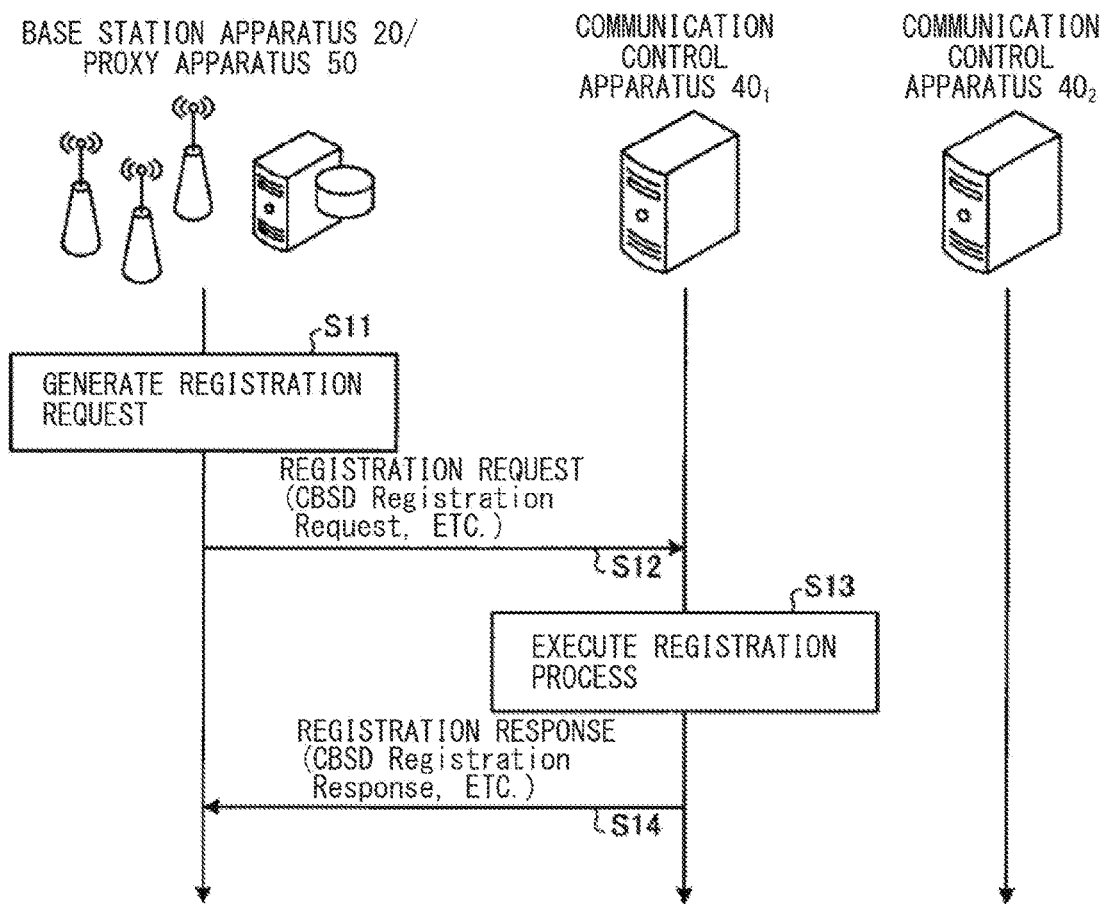 BASE STATION APPARATUS 20/
PROXY APPARATUS 50
COMMUNICATION
CONTROL
APPARATUS 40₁
COMMUNICATION
CONTROL
APPARATUS 40₂
S11
GENERATE REGISTRATION
REQUEST
REGISTRATION REQUEST
(CBSD Registration
Request, ETC.)
S12
S13
EXECUTE REGISTRATION
PROCESS
REGISTRATION RESPONSE
(CBSD Registration
Response, ETC.)
S14